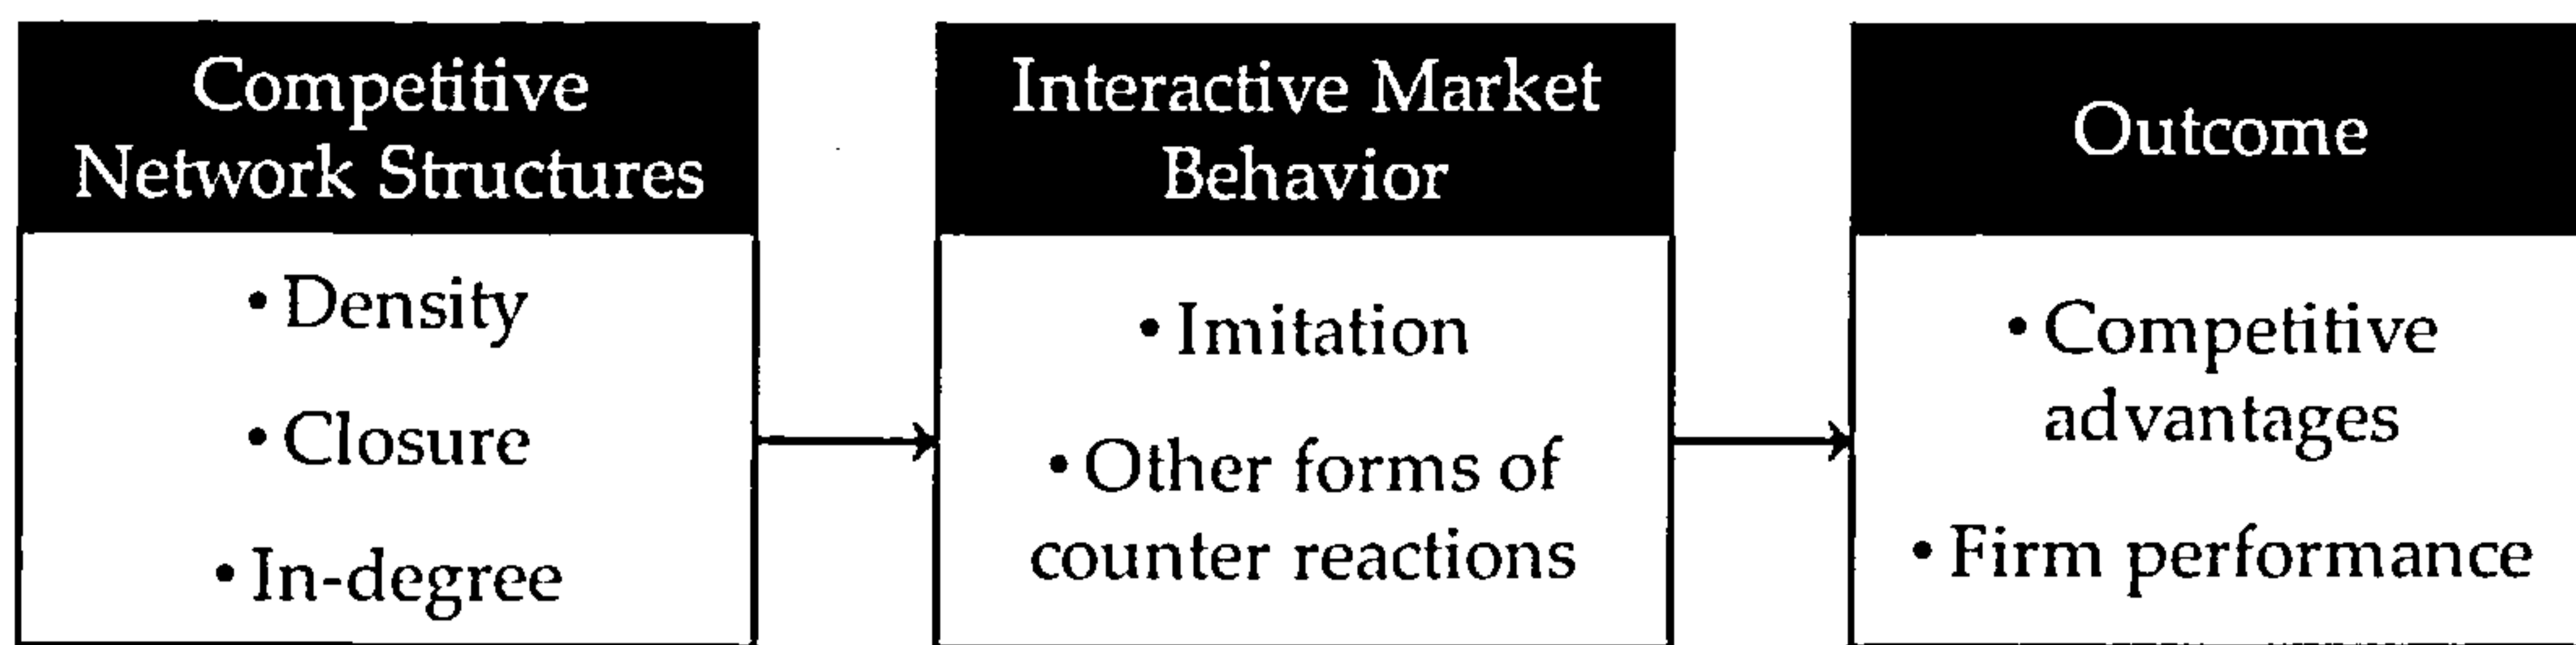 Competitive
Network Structures
• Density
• Closure
• In-degree
Interactive Market
Behavior
• Imitation
• Other forms of
counter reactions
Outcome
• Competitive
advantages
• Firm performance